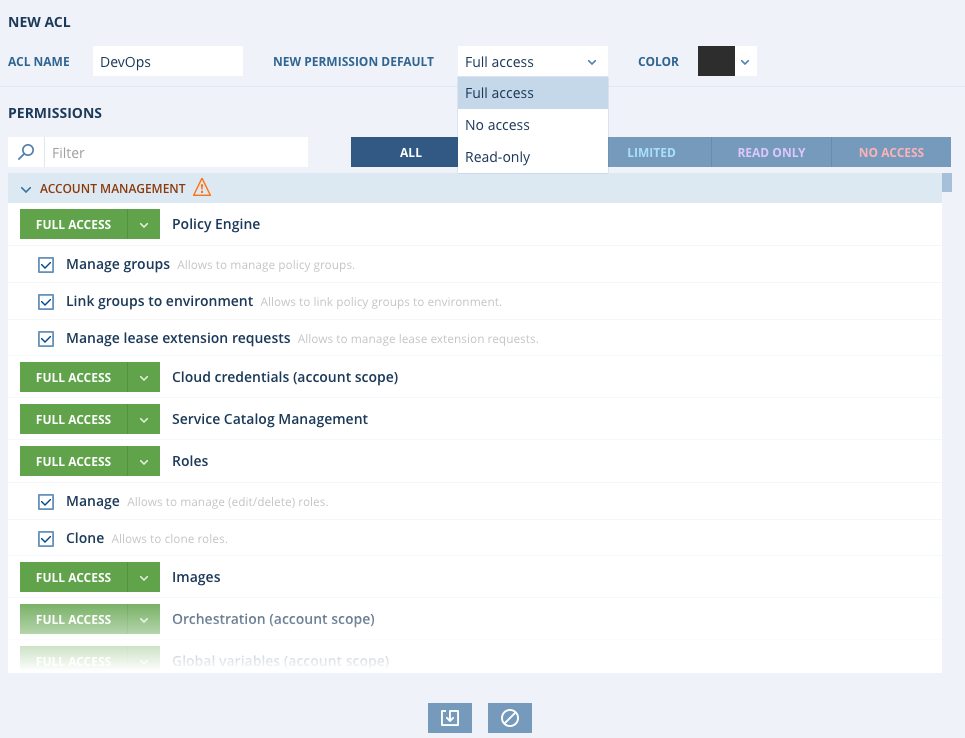 NEW ACL
ACL NAME DevOps NEW PERMISSION DEFAULT Full access COLOR
Full access
No access
Read-only
PERMISSIONS
Filter ALL LIMITED READ ONLY NO ACCESS
ACCOUNT MANAGEMENT
FULL ACCESS Policy Engine
Manage groups Allows to manage policy groups.
Link groups to environment Allows to link policy groups to environment.
Manage lease extension requests Allows to manage lease extension requests.
FULL ACCESS Cloud credentials (account scope)
FULL ACCESS Service Catalog Management
FULL ACCESS Roles
Manage Allows to manage (edit/delete) roles.
Clone Allows to clone roles.
FULL ACCESS Images
FULL ACCESS Orchestration (account scope)
FULL ACCESS Global variables (account scope)